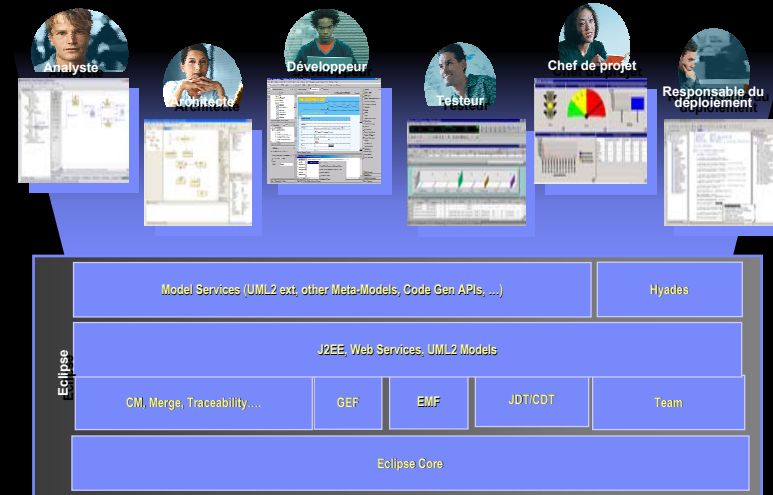 Analyste
Architecte
Développeur
Testeur
Chef de projet
Responsable du
déploiement
Eclipse
Model Services (UML2 ext, other Meta-Models, Code Gen APIs, …)
Hyades
J2EE, Web Services, UML2 Models
CM, Merge, Traceability….
GEF
EMF
JDT/CDT
Team
Eclipse Core